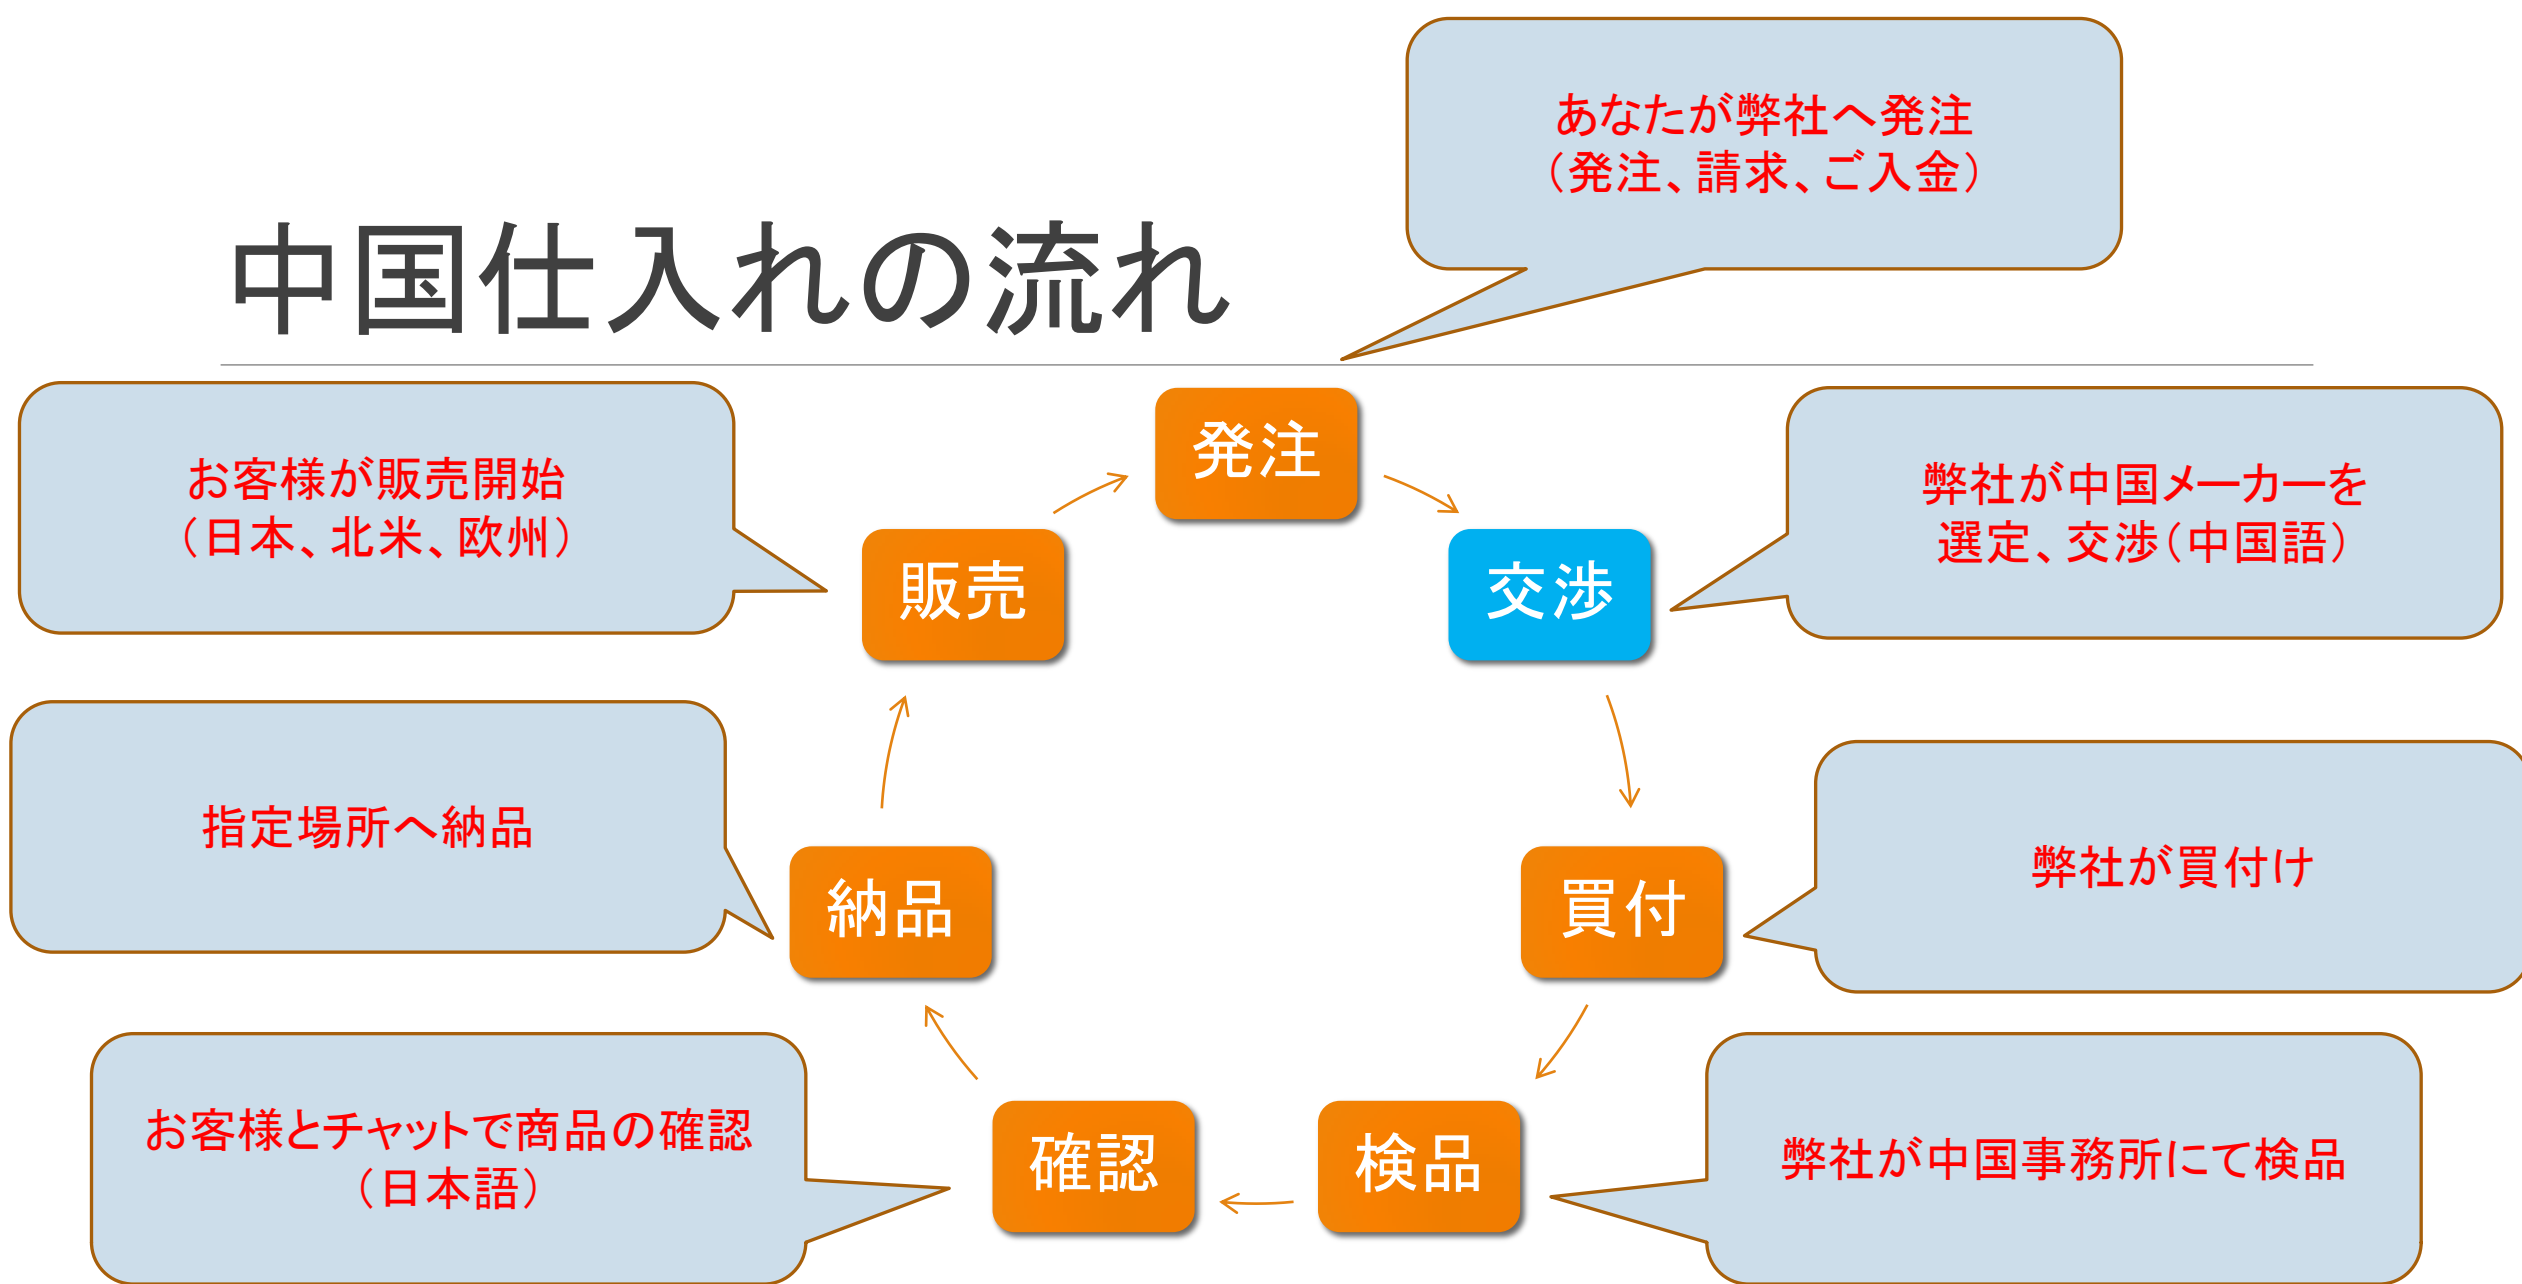 中国仕入れの流れ
あなたが弊社へ発注
（発注、請求、ご入金）
発注
弊社が中国メーカーを
選定、交渉（中国語）
交渉
弊社が買付け
買付
弊社が中国事務所にて検品
検品
お客様とチャットで商品の確認
（日本語）
確認
指定場所へ納品
納品
お客様が販売開始
（日本、北米、欧州）
販売